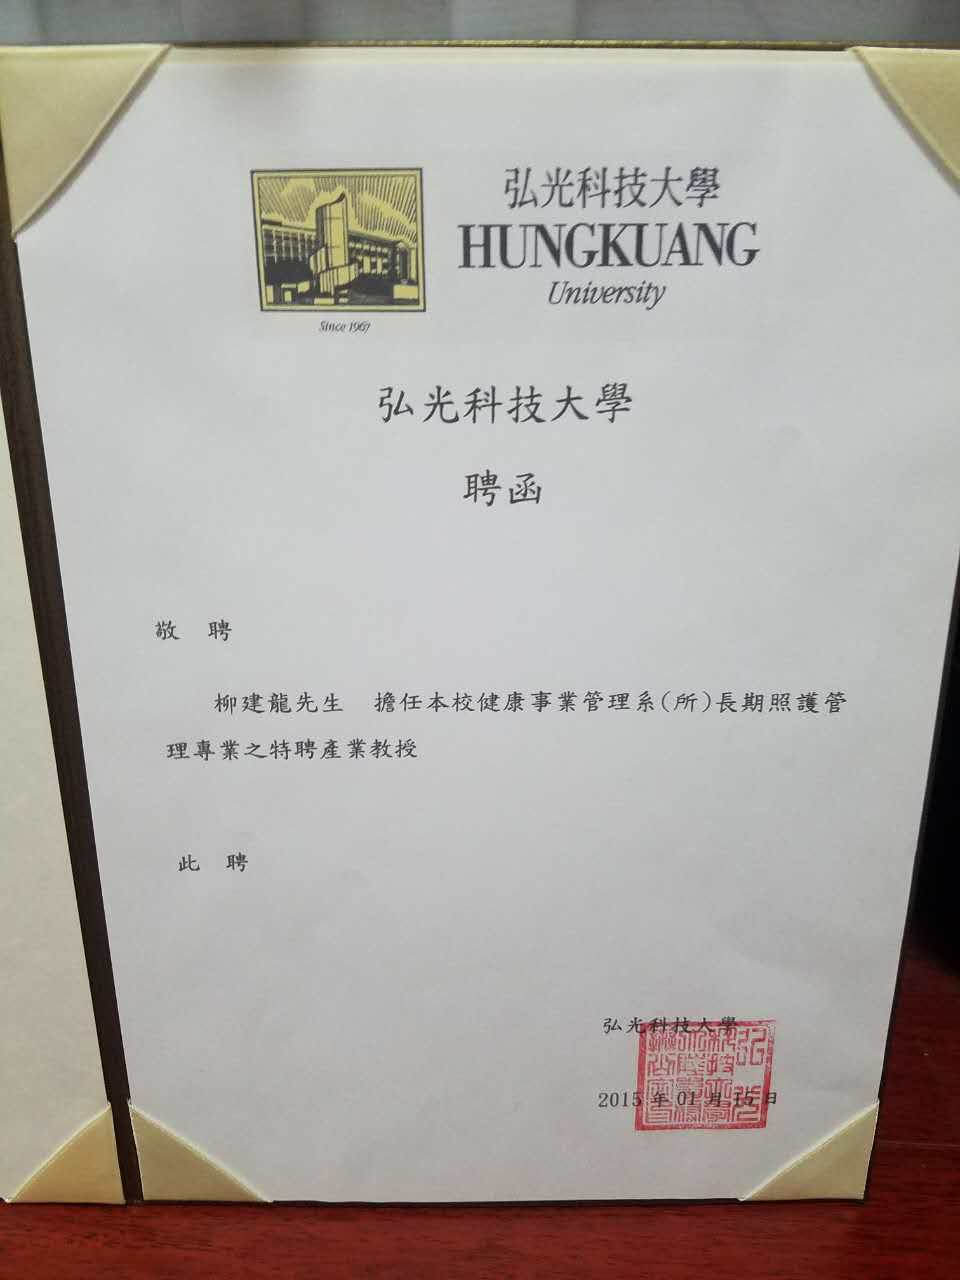 弘光科技大學
HUNGKUANG
University
Since 1967
弘光科技大學
聘函
敬 聘
柳建龍先生 擔任本校健康事業管理系(所)長期照護管
理專業之特聘產業教授
此 聘
弘光科技大學
2015 年 01 月 15 日